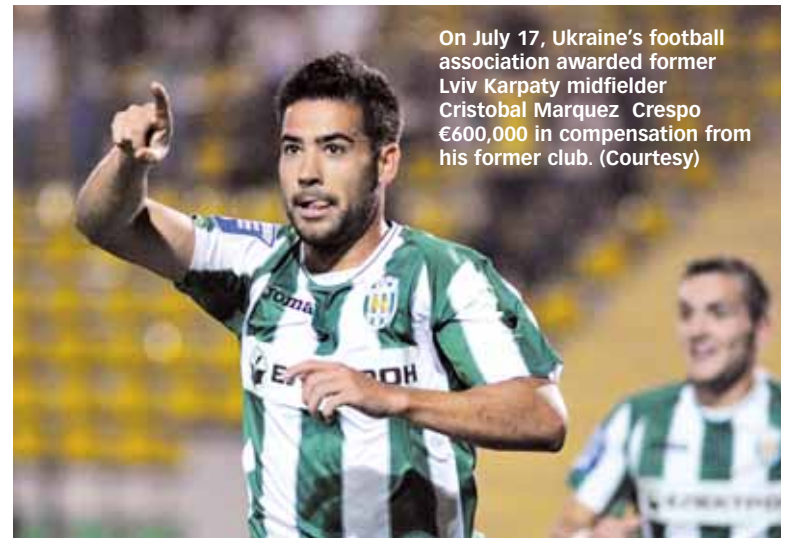 On July 17, Ukraine’s football
association awarded former
Lviv Karpaty midfielder
Cristobal Marquez Crespo
€600,000 in compensation from
his former club. (Courtesy)
Joma